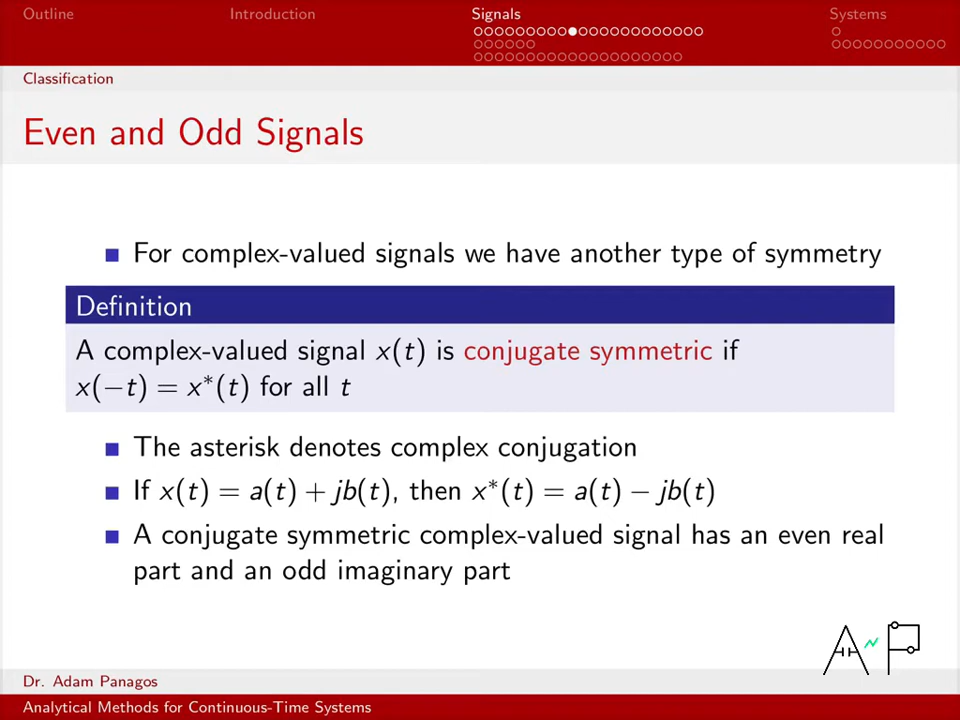 Outline Introduction Signals Systems
Classification
Even and Odd Signals
For complex-valued signals we have another type of symmetry
Definition
A complex-valued signal x(t) is conjugate symmetric if
x(−t) = x*(t) for all t
The asterisk denotes complex conjugation
If x(t) = a(t) + jb(t), then x*(t) = a(t) − jb(t)
A conjugate symmetric complex-valued signal has an even real
part and an odd imaginary part
AP
Dr. Adam Panagos
Analytical Methods for Continuous-Time Systems